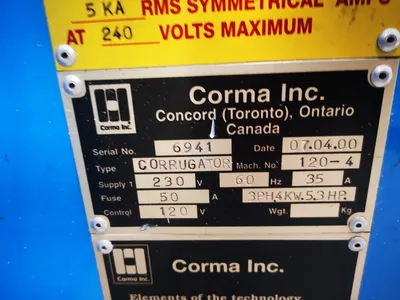 5 KA RMS SYMMETRICAL AMPS
AT 240 VOLTS MAXIMUM
Corma Inc.
Corma Inc.
Concord (Toronto), Ontario
Canada
Serial No. 6941 Date 07.04.00
Type CORRUGATOR Mach. No. 120-4
Supply 1 230 V 60 Hz 35 A
Fuse 50 A 3PH,4KW.5.3HP.
Control 120 V Wgt. Kg
Corma Inc.
Corma Inc.
Elements of the technology